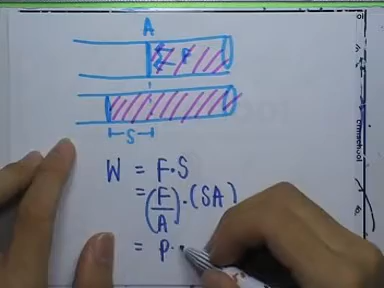 A
F
S
W = F·S
= (F/A)·(SA)
= P·